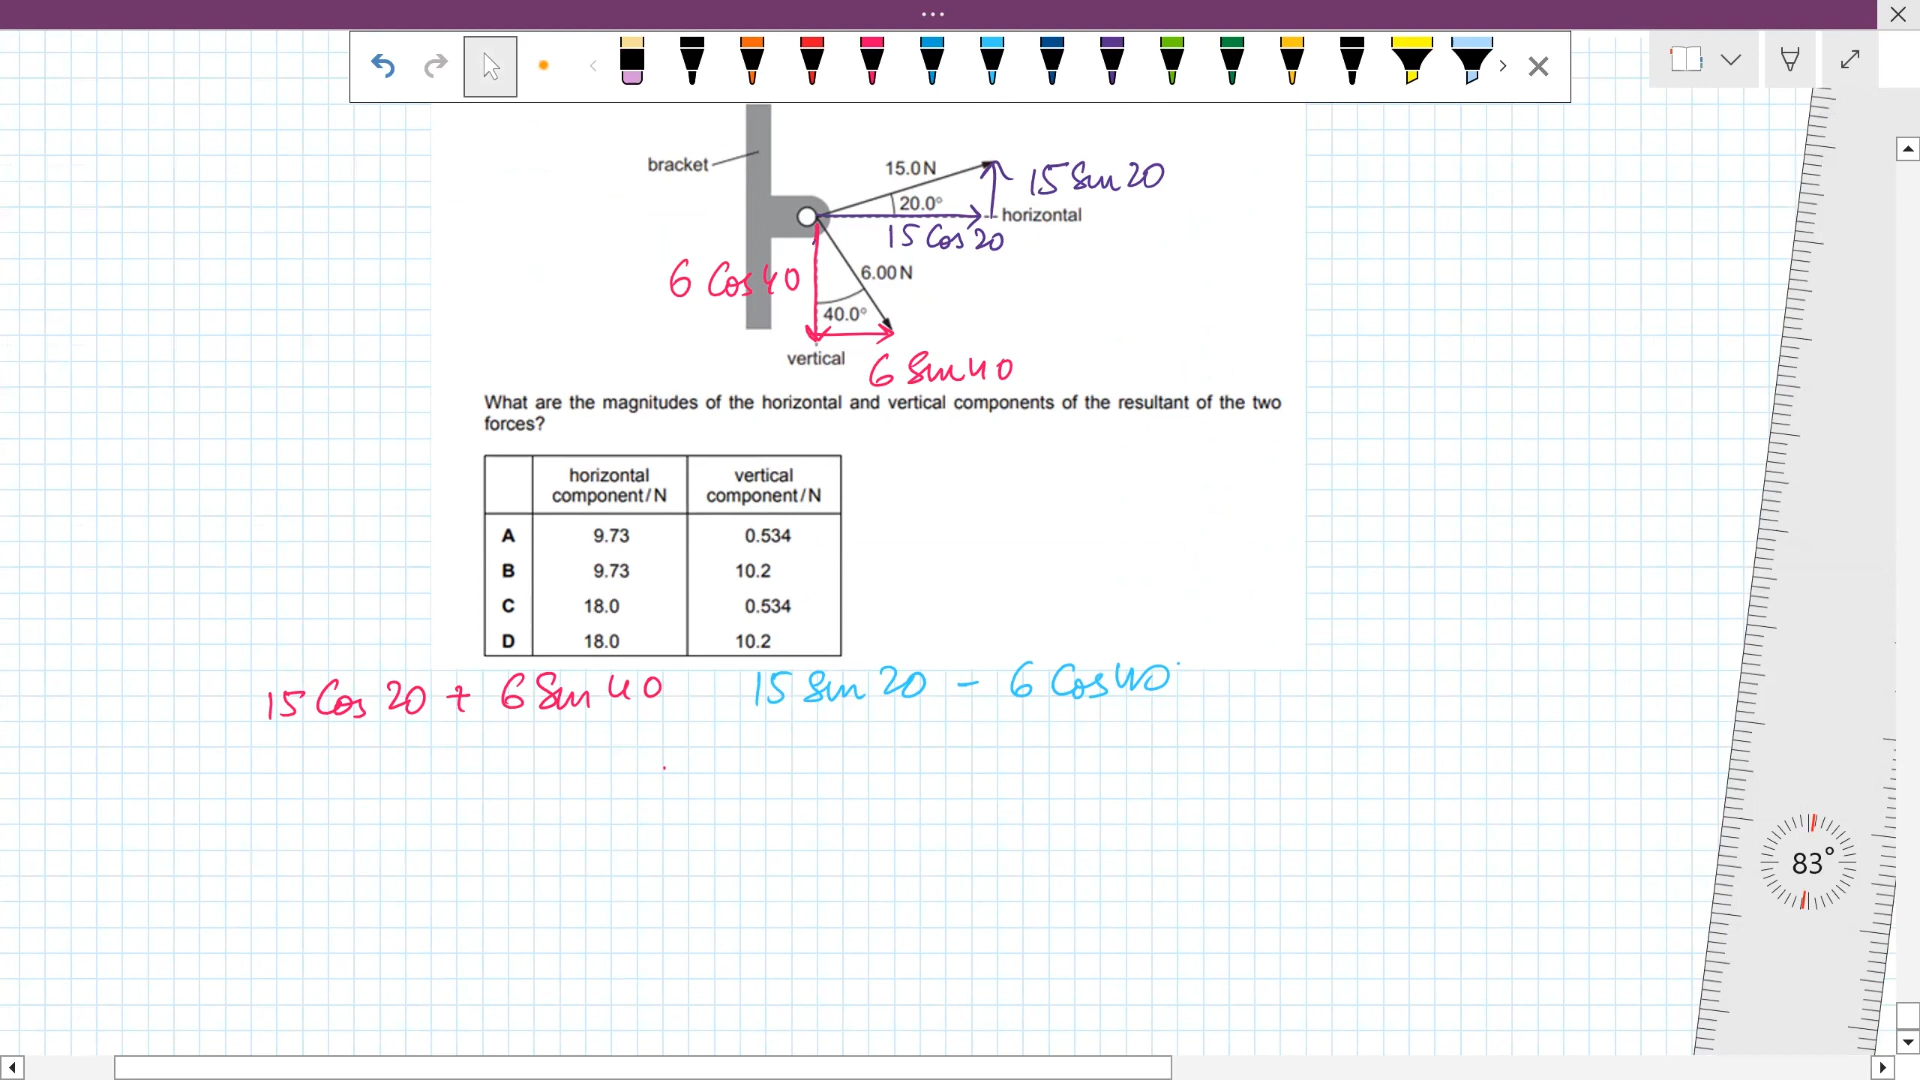 ...
bracket
15.0 N
15 Sin 20
20.0°
horizontal
15 Cos 20
6 Cos 40
6.00 N
40.0°
vertical
6 Sin 40
What are the magnitudes of the horizontal and vertical components of the resultant of the two
forces?
horizontal component / N vertical component / N
A 9.73 0.534
B 9.73 10.2
C 18.0 0.534
D 18.0 10.2
15 Cos 20 + 6 Sin 40 15 Sin 20 - 6 Cos 40
83°